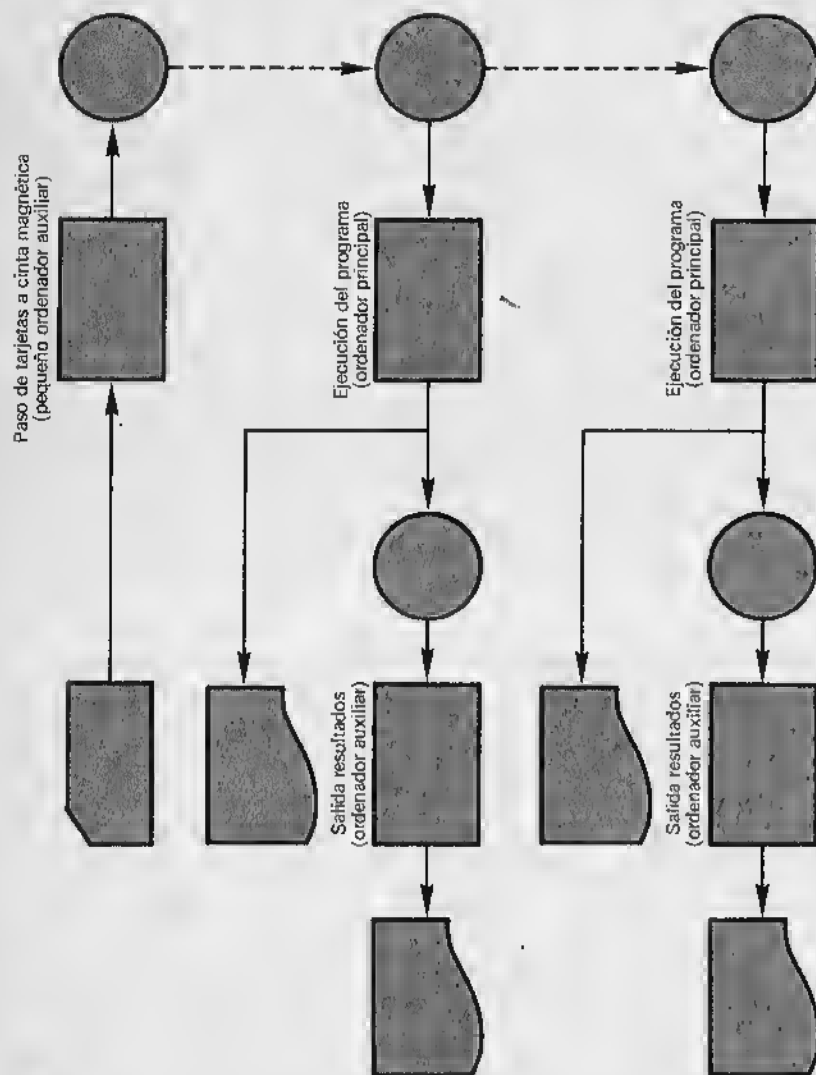 Paso de tarjetas a cinta magnética
(pequeño ordenador auxiliar)
Ejecución del programa
(ordenador principal)
Salida resultados
(ordenador auxiliar)
Ejecución del programa
(ordenador principal)
Salida resultados
(ordenador auxiliar)